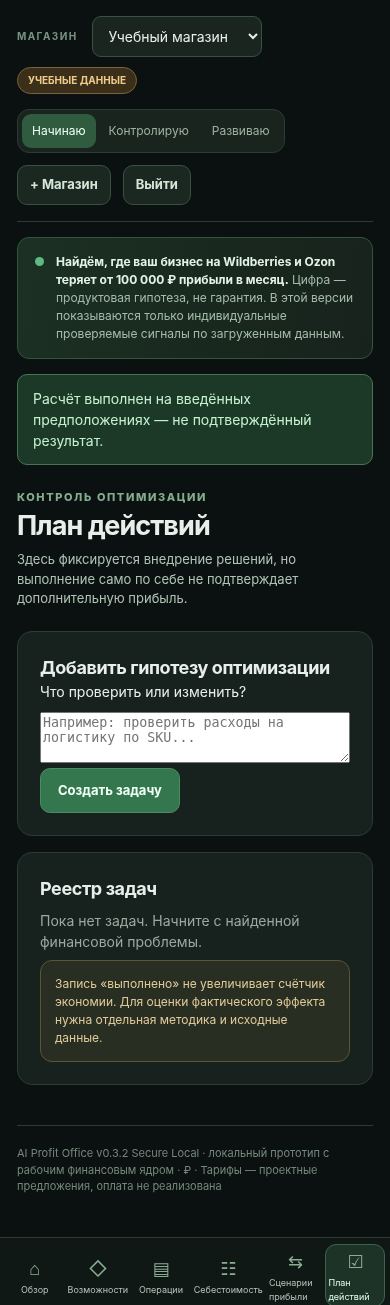 МАГАЗИН
Учебный магазин
УЧЕБНЫЕ ДАННЫЕ
Начинаю Контролирую Развиваю
+ Магазин Выйти
Найдём, где ваш бизнес на Wildberries и Ozon
теряет от 100 000 ₽ прибыли в месяц. Цифра —
продуктовая гипотеза, не гарантия. В этой версии
показываются только индивидуальные
проверяемые сигналы по загруженным данным.
Расчёт выполнен на введённых
предположениях — не подтверждённый
результат.
КОНТРОЛЬ ОПТИМИЗАЦИИ
План действий
Здесь фиксируется внедрение решений, но
выполнение само по себе не подтверждает
дополнительную прибыль.
Добавить гипотезу оптимизации
Что проверить или изменить?
Например: проверить расходы на
логистику по SKU...
Создать задачу
Реестр задач
Пока нет задач. Начните с найденной
финансовой проблемы.
Запись «выполнено» не увеличивает счётчик
экономии. Для оценки фактического эффекта
нужна отдельная методика и исходные
данные.
AI Profit Office v0.3.2 Secure Local · локальный прототип с
рабочим финансовым ядром · ₽ · Тарифы — проектные
предложения, оплата не реализована
Обзор
Возможности
Операции
Себестоимость
Сценарии
прибыли
План
действий